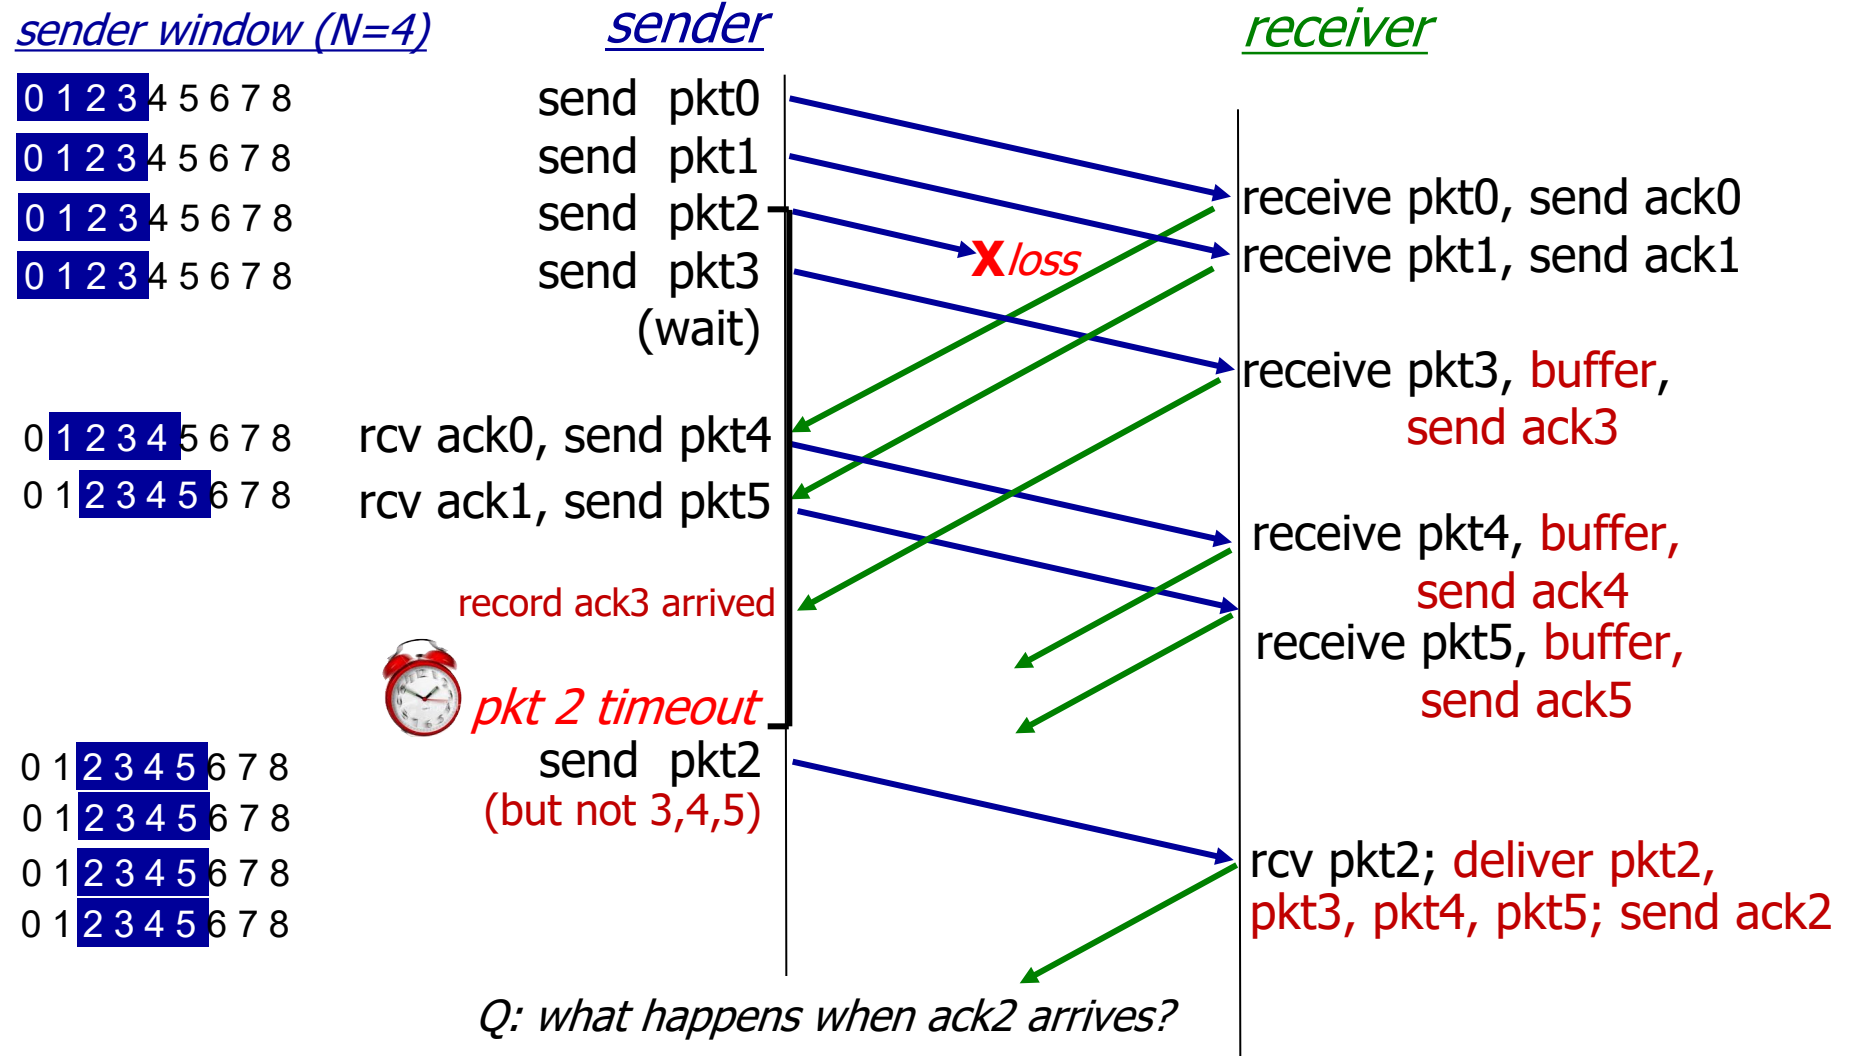 sender window (N=4)
sender
receiver
0 1 2 3 4 5 6 7 8
send pkt0
0 1 2 3 4 5 6 7 8
send pkt1
0 1 2 3 4 5 6 7 8
send pkt2
0 1 2 3 4 5 6 7 8
send pkt3
(wait)
X loss
receive pkt0, send ack0
receive pkt1, send ack1
receive pkt3, buffer,
send ack3
0 1 2 3 4 5 6 7 8
rcv ack0, send pkt4
0 1 2 3 4 5 6 7 8
rcv ack1, send pkt5
receive pkt4, buffer,
send ack4
record ack3 arrived
receive pkt5, buffer,
send ack5
pkt 2 timeout
0 1 2 3 4 5 6 7 8
send pkt2
0 1 2 3 4 5 6 7 8
(but not 3,4,5)
0 1 2 3 4 5 6 7 8
0 1 2 3 4 5 6 7 8
rcv pkt2; deliver pkt2,
pkt3, pkt4, pkt5; send ack2
Q: what happens when ack2 arrives?